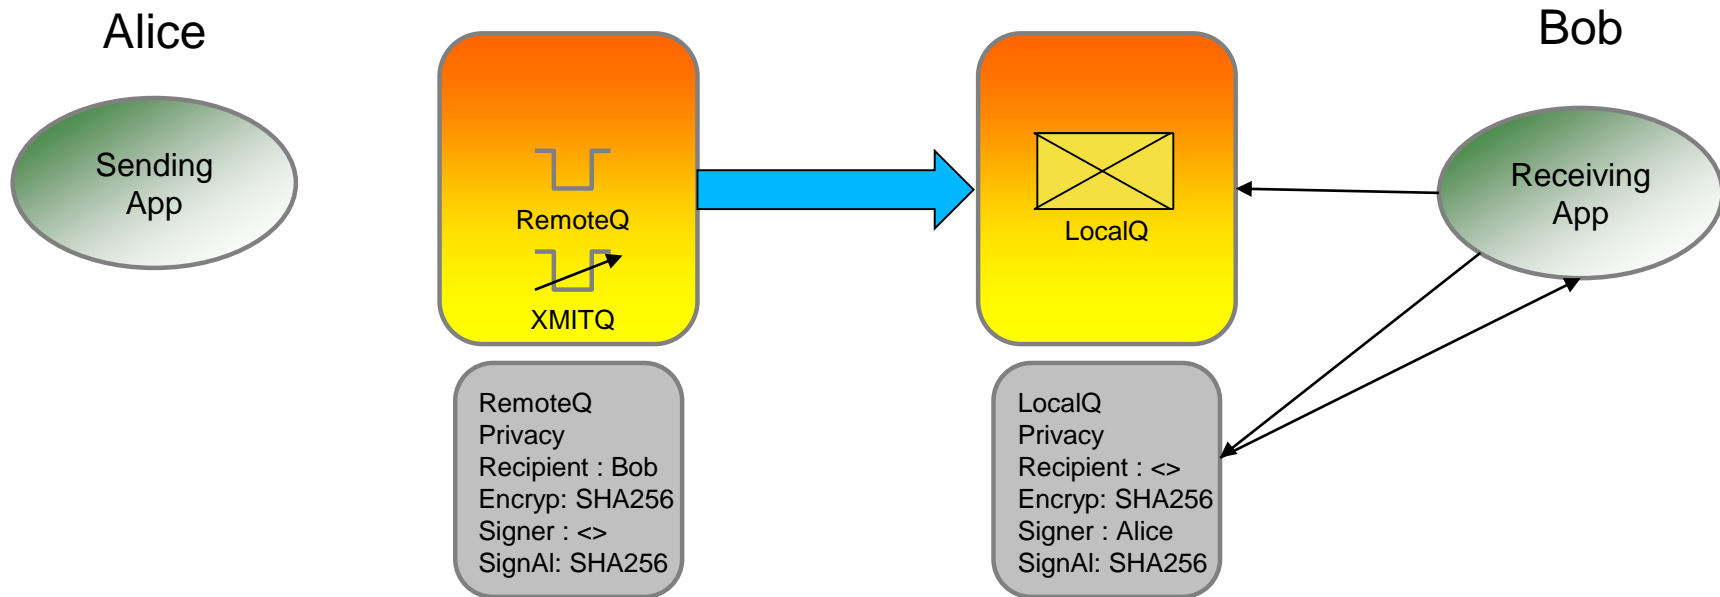 Alice
Bob
Sending
App
RemoteQ
XMITQ
LocalQ
Receiving
App
RemoteQ
Privacy
Recipient : Bob
Encryp: SHA256
Signer : <>
SignAl: SHA256
LocalQ
Privacy
Recipient : <>
Encryp: SHA256
Signer : Alice
SignAl: SHA256